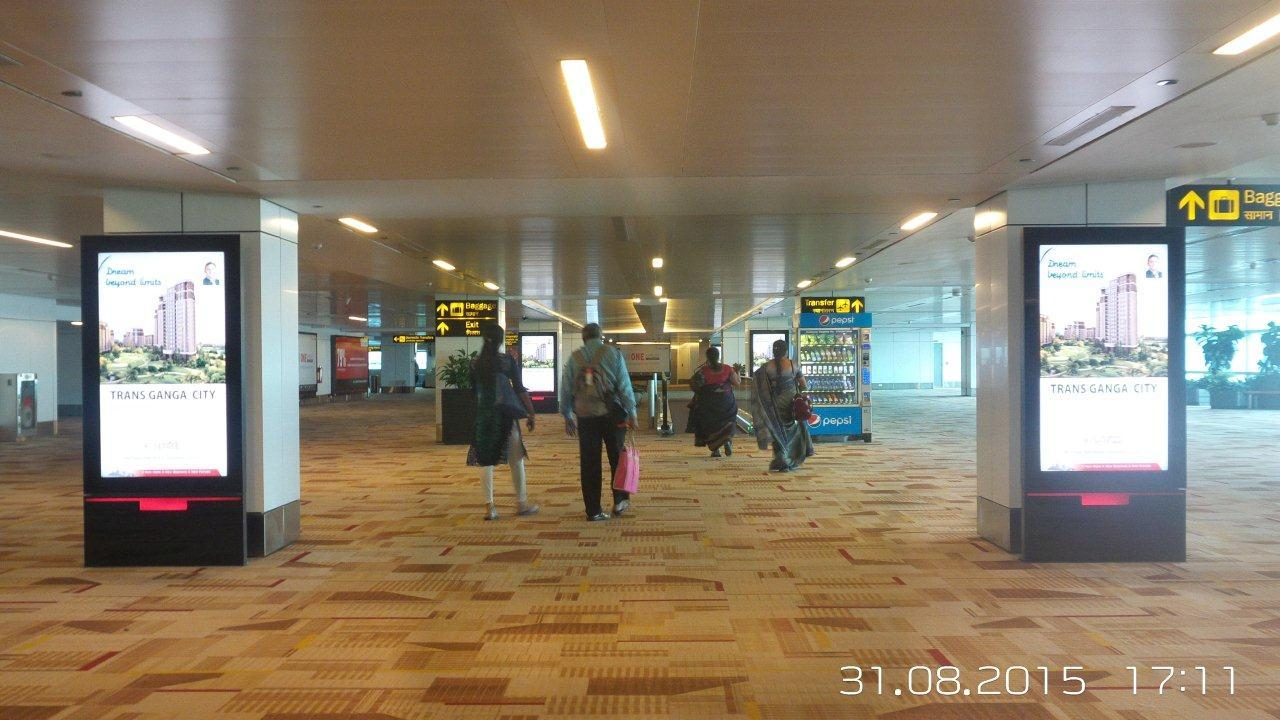 Dream
beyond limits
TRANS GANGA CITY
Baggage
Exit
Transfer
pepsi
pepsi
ONE
Dream
beyond limits
TRANS GANGA CITY
Bagg
सामान
31.08.2015 17:11